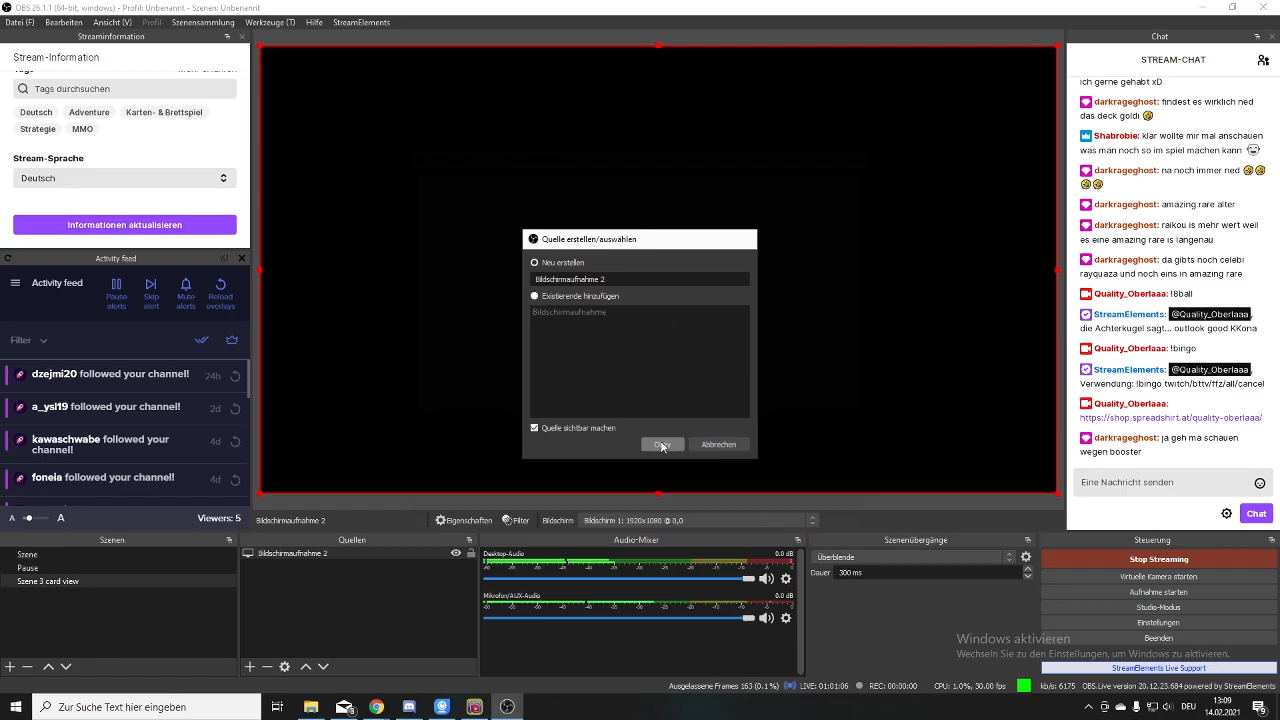 OBS 26.1.1 (64-bit, windows) - Profil: Unbenannt - Szenen: Unbenannt
Datei (F)
Bearbeiten
Ansicht (V)
Profil
Szenensammlung
Werkzeuge (T)
Hilfe
StreamElements
Streaminformation
Stream-Information
Tags
Mehr erfahren
Tags durchsuchen
Deutsch
Adventure
Karten- & Brettspiel
Strategie
MMO
Stream-Sprache
Deutsch
Informationen aktualisieren
Activity feed
Activity feed
Pause alerts
Skip alert
Mute alerts
Reload overlays
Filter
dzejmi20 followed your channel!
24h
a_ysl19 followed your channel!
2d
kawaschwabe followed your
channel!
4d
foneia followed your channel!
4d
A
A
Viewers: 5
Quelle erstellen/auswählen
Neu erstellen
Bildschirmaufnahme 2
Existierende hinzufügen
Bildschirmaufnahme
Quelle sichtbar machen
Abbrechen
Chat
STREAM-CHAT
ich gerne gehabt xD
darkrageghost: findest es wirklich ned
das deck goldi
Shabrobie: klar wollte mir mal anschauen
was man noch so im spiel machen kann
darkrageghost: na noch immer ned
darkrageghost: amazing rare alter
darkrageghost: raikou is mehr wert weil
es eine amazing rare is langenau
darkrageghost: da gibts noch celebi
rayquaza und noch eins in amazing rare
Quality_Oberlaaa: !8ball
StreamElements: @Quality_Oberlaaa,
die Achterkugel sagt... outlook good KKona
Quality_Oberlaaa: !bingo
StreamElements: @Quality_Oberlaaa,
Verwendung: !bingo twitch/bttv/ffz/all/cancel
Quality_Oberlaaa:
https://shop.spreadshirt.at/quality-oberlaaa/
darkrageghost: ja geh ma schauen
wegen booster
Eine Nachricht senden
Chat
Bildschirmaufnahme 2
Eigenschaften
Filter
Bildschirm
Bildschirm 1: 1920x1080 @ 0,0
Szenen
Szene
Pause
Szene 3 card view
Quellen
Bildschirmaufnahme 2
Audio-Mixer
Desktop-Audio
0.0 dB
Mikrofon/AUX-Audio
0.0 dB
Szenenübergänge
Überblende
Dauer
300 ms
Steuerung
Stop Streaming
Virtuelle Kamera starten
Aufnahme starten
Studio-Modus
Einstellungen
Beenden
StreamElements Live Support
Windows aktivieren
Wechseln Sie zu den Einstellungen, um Windows zu aktivieren.
Ausgelassene Frames 163 (0.1%)
LIVE: 01:01:06
REC: 00:00:00
CPU: 1.0%, 30.00 fps
kb/s: 6175
OBS.Live version 20.12.23.684 powered by StreamElements
Zur Suche Text hier eingeben
DEU
13:09
14.02.2021